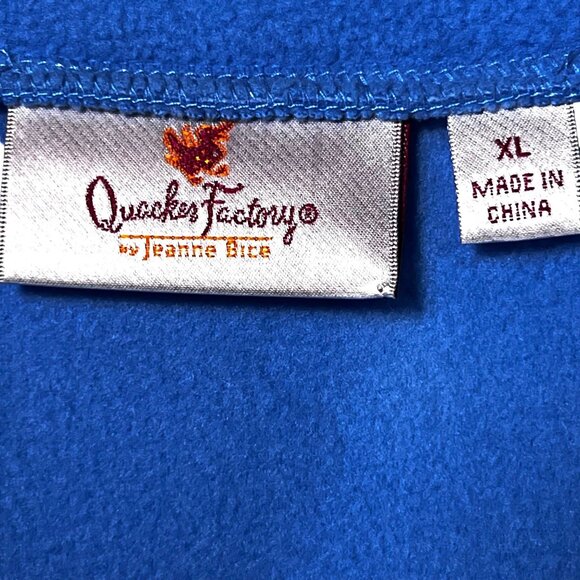 Quacker Factory®
by Jeanne Bice
XL
MADE IN
CHINA